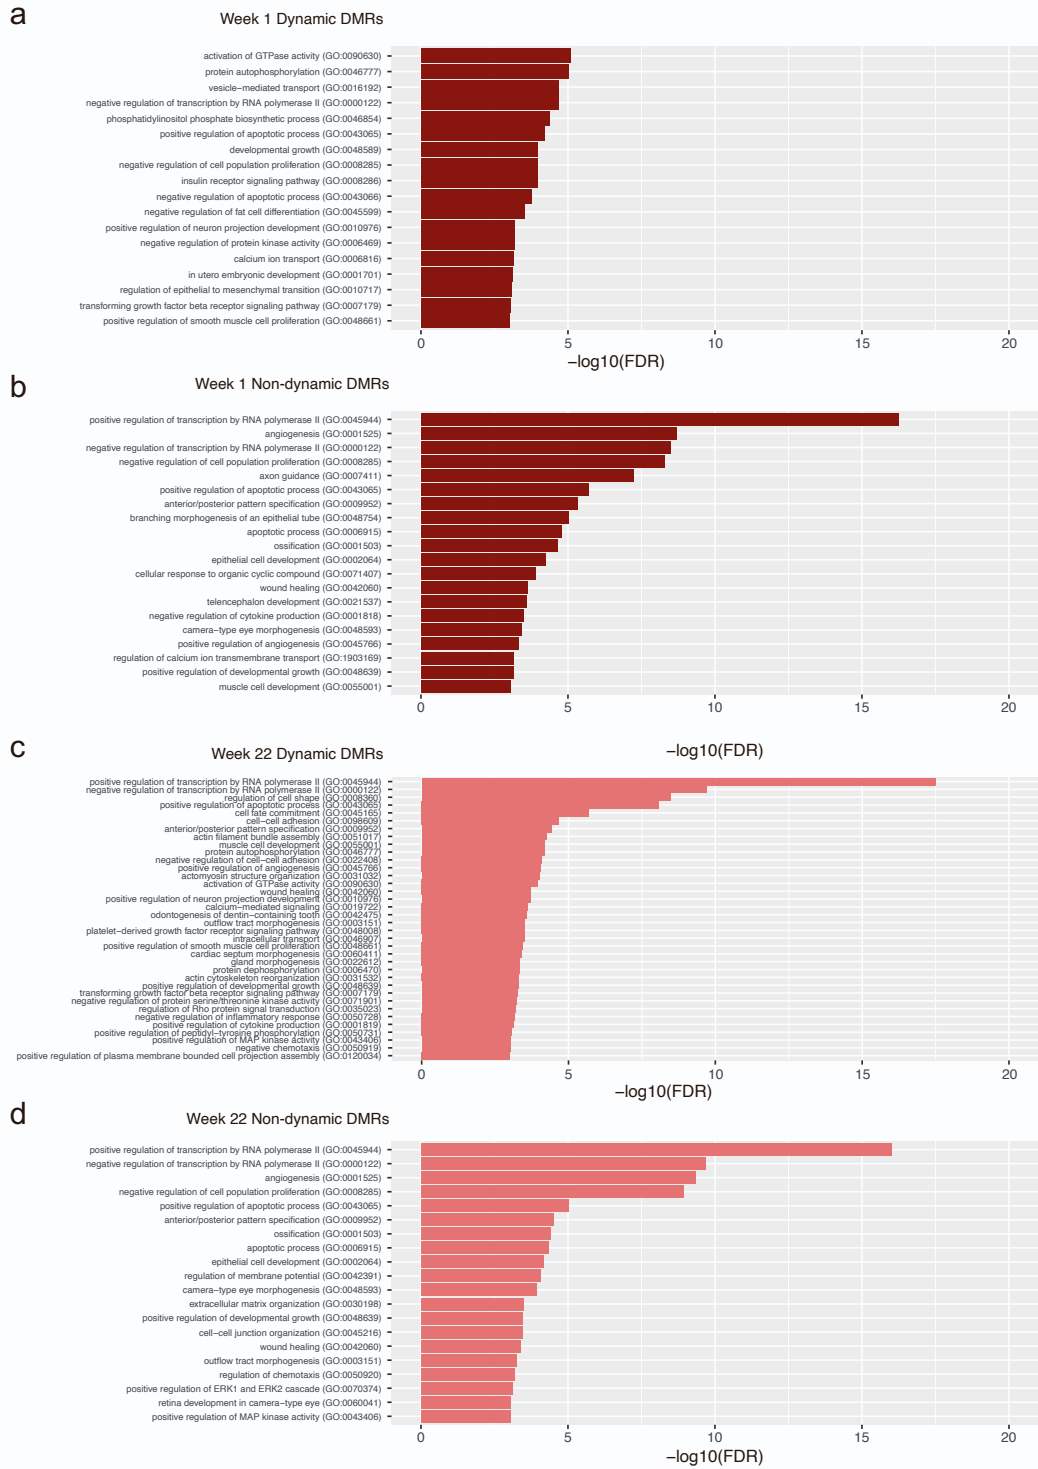 a
Week 1 Dynamic DMRs
activation of GTPase activity (GO:0090630)
protein autophosphorylation (GO:0046777)
vesicle−mediated transport (GO:0016192)
negative regulation of transcription by RNA polymerase II (GO:0000122)
phosphatidylinositol phosphate biosynthetic process (GO:0046854)
positive regulation of apoptotic process (GO:0043065)
developmental growth (GO:0048589)
negative regulation of cell population proliferation (GO:0008285)
insulin receptor signaling pathway (GO:0008286)
negative regulation of apoptotic process (GO:0043066)
negative regulation of fat cell differentiation (GO:0045599)
positive regulation of neuron projection development (GO:0010976)
negative regulation of protein kinase activity (GO:0006469)
calcium ion transport (GO:0006816)
in utero embryonic development (GO:0001701)
regulation of epithelial to mesenchymal transition (GO:0010717)
transforming growth factor beta receptor signaling pathway (GO:0007179)
positive regulation of smooth muscle cell proliferation (GO:0048661)
0 5 10 15 20
−log10(FDR)
b
Week 1 Non-dynamic DMRs
positive regulation of transcription by RNA polymerase II (GO:0045944)
angiogenesis (GO:0001525)
negative regulation of transcription by RNA polymerase II (GO:0000122)
negative regulation of cell population proliferation (GO:0008285)
axon guidance (GO:0007411)
positive regulation of apoptotic process (GO:0043065)
anterior/posterior pattern specification (GO:0009952)
branching morphogenesis of an epithelial tube (GO:0048754)
apoptotic process (GO:0006915)
ossification (GO:0001503)
epithelial cell development (GO:0002064)
cellular response to organic cyclic compound (GO:0071407)
wound healing (GO:0042060)
telencephalon development (GO:0021537)
negative regulation of cytokine production (GO:0001818)
camera−type eye morphogenesis (GO:0048593)
positive regulation of angiogenesis (GO:0045766)
regulation of calcium ion transmembrane transport (GO:1903169)
positive regulation of developmental growth (GO:0048639)
muscle cell development (GO:0055001)
0 5 10 15 20
−log10(FDR)
c
Week 22 Dynamic DMRs
positive regulation of transcription by RNA polymerase II (GO:0045944)
negative regulation of transcription by RNA polymerase II (GO:0000122)
regulation of cell shape (GO:0008360)
positive regulation of apoptotic process (GO:0043065)
cell fate commitment (GO:0045165)
cell−cell adhesion (GO:0098609)
anterior/posterior pattern specification (GO:0009952)
actin filament bundle assembly (GO:0051017)
muscle cell development (GO:0055001)
protein autophosphorylation (GO:0046777)
negative regulation of cell−cell adhesion (GO:0022408)
positive regulation of angiogenesis (GO:0045766)
actomyosin structure organization (GO:0031032)
activation of GTPase activity (GO:0090630)
wound healing (GO:0042060)
positive regulation of neuron projection development (GO:0010976)
calcium−mediated signaling (GO:0019722)
odontogenesis of dentin−containing tooth (GO:0042475)
outflow tract morphogenesis (GO:0003151)
platelet−derived growth factor receptor signaling pathway (GO:0048008)
intracellular transport (GO:0046907)
positive regulation of smooth muscle cell proliferation (GO:0048661)
cardiac septum morphogenesis (GO:0060411)
gland morphogenesis (GO:0022612)
protein dephosphorylation (GO:0006470)
actin cytoskeleton reorganization (GO:0031532)
positive regulation of developmental growth (GO:0048639)
transforming growth factor beta receptor signaling pathway (GO:0007179)
negative regulation of protein serine/threonine kinase activity (GO:0071901)
regulation of Rho protein signal transduction (GO:0035023)
negative regulation of inflammatory response (GO:0050728)
positive regulation of cytokine production (GO:0001819)
positive regulation of peptidyl−tyrosine phosphorylation (GO:0050731)
positive regulation of MAP kinase activity (GO:0043406)
negative chemotaxis (GO:0050919)
positive regulation of plasma membrane bounded cell projection assembly (GO:0120034)
0 5 10 15 20
−log10(FDR)
d
Week 22 Non-dynamic DMRs
positive regulation of transcription by RNA polymerase II (GO:0045944)
negative regulation of transcription by RNA polymerase II (GO:0000122)
angiogenesis (GO:0001525)
negative regulation of cell population proliferation (GO:0008285)
positive regulation of apoptotic process (GO:0043065)
anterior/posterior pattern specification (GO:0009952)
ossification (GO:0001503)
apoptotic process (GO:0006915)
epithelial cell development (GO:0002064)
regulation of membrane potential (GO:0042391)
camera−type eye morphogenesis (GO:0048593)
extracellular matrix organization (GO:0030198)
positive regulation of developmental growth (GO:0048639)
cell−cell junction organization (GO:0045216)
wound healing (GO:0042060)
outflow tract morphogenesis (GO:0003151)
regulation of chemotaxis (GO:0050920)
positive regulation of ERK1 and ERK2 cascade (GO:0070374)
retina development in camera−type eye (GO:0060041)
positive regulation of MAP kinase activity (GO:0043406)
0 5 10 15 20
−log10(FDR)